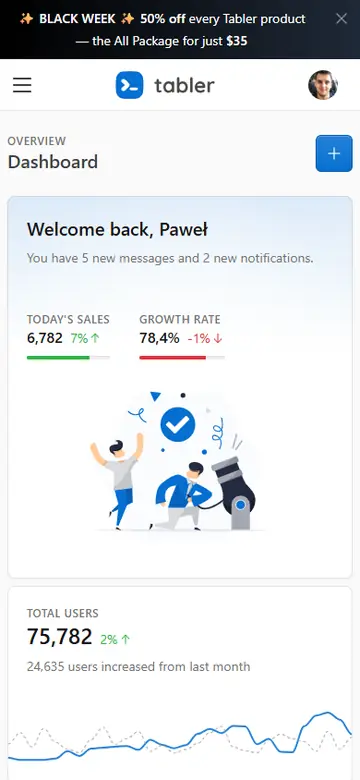 ✨ BLACK WEEK ✨ 50% off every Tabler product
— the All Package for just $35
tabler
OVERVIEW
Dashboard
Welcome back, Paweł
You have 5 new messages and 2 new notifications.
TODAY'S SALES
6,782 7%
GROWTH RATE
78,4% -1%
TOTAL USERS
75,782 2%
24,635 users increased from last month